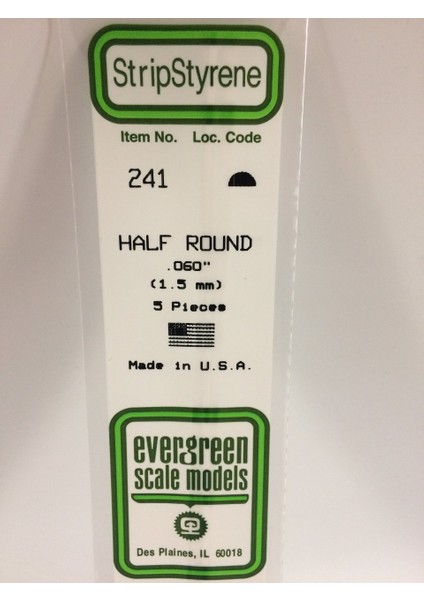 StripStyrene
Item No. Loc. Code
241
HALF ROUND
.060"
(1.5 mm)
5 Pieces
Made in U.S.A.
evergreen
scale models
Des Plaines, IL 60018